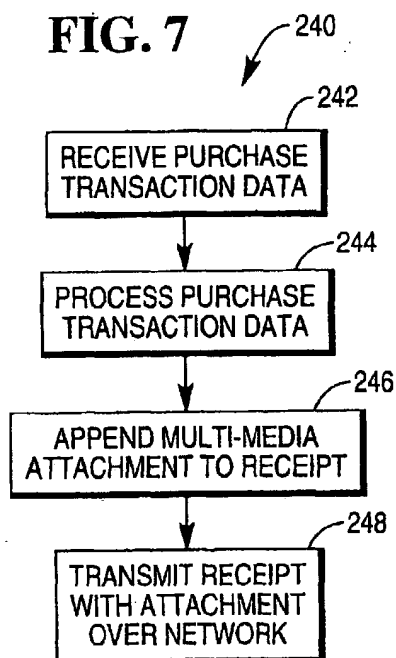 FIG. 7
240
242
RECEIVE PURCHASE
TRANSACTION DATA
244
PROCESS PURCHASE
TRANSACTION DATA
246
APPEND MULTI-MEDIA
ATTACHMENT TO RECEIPT
248
TRANSMIT RECEIPT
WITH ATTACHMENT
OVER NETWORK